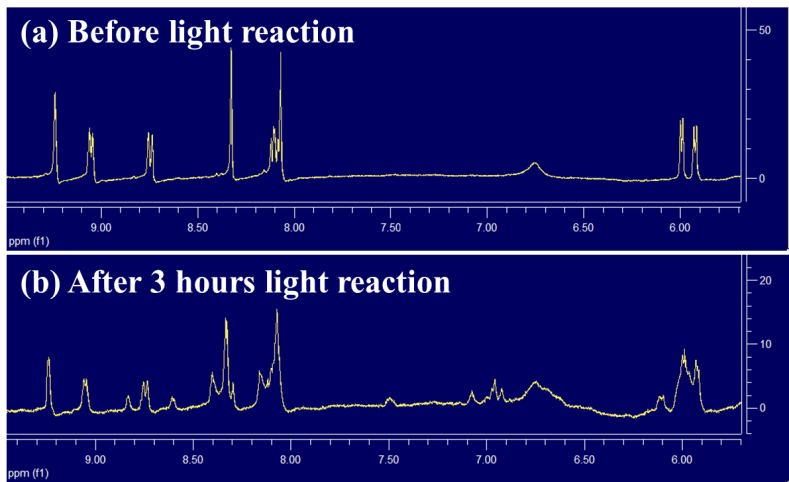 (a) Before light reaction
50
0
9.00 8.50 8.00 7.50 7.00 6.50 6.00
ppm (f1)
(b) After 3 hours light reaction
20
10
0
9.00 8.50 8.00 7.50 7.00 6.50 6.00
ppm (f1)